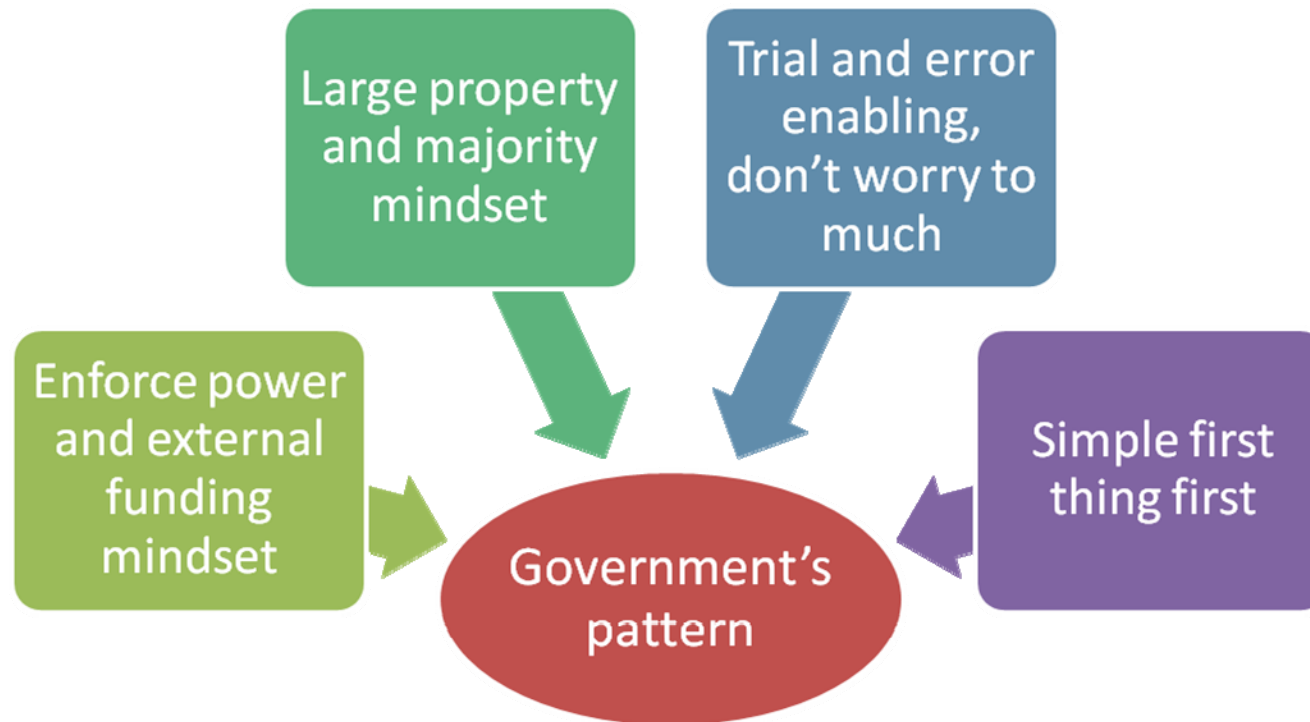 Large property
and majority
mindset
Trial and error
enabling,
don’t worry to
much
Enforce power
and external
funding
mindset
Simple first
thing first
Government’s
pattern